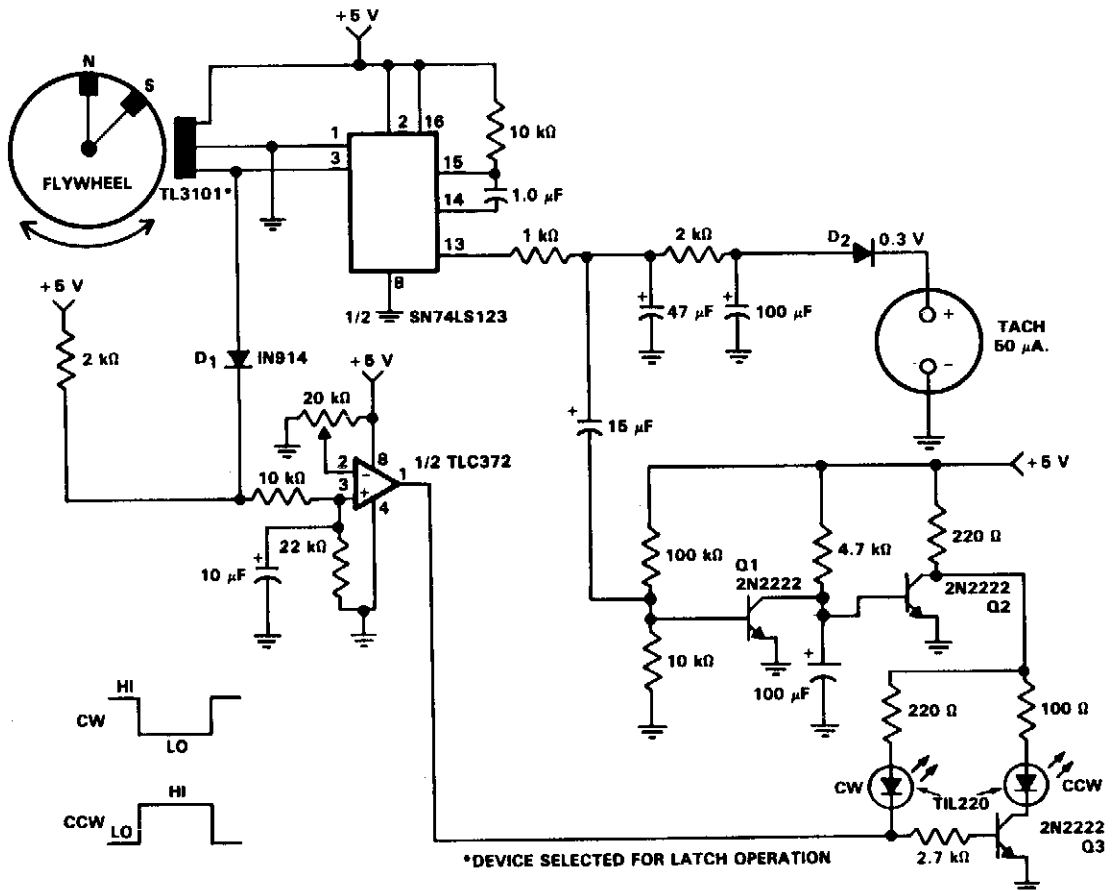 +5 V
N
S
FLYWHEEL
TL3101*
1
3
2
16
15
14
13
8
10 kΩ
1.0 µF
1/2 SN74LS123
1 kΩ
2 kΩ
D2
0.3 V
+
47 µF
+
100 µF
+
-
TACH
50 µA.
+5 V
2 kΩ
D1
IN914
+5 V
20 kΩ
2
3
8
1
4
-
+
1/2 TLC372
10 kΩ
22 kΩ
+
10 µF
+
15 µF
+5 V
100 kΩ
4.7 kΩ
220 Ω
Q1
2N2222
2N2222
Q2
10 kΩ
+
100 µF
220 Ω
100 Ω
CW
TIL220
CCW
2N2222
Q3
2.7 kΩ
HI
CW
LO
HI
CCW
LO
*DEVICE SELECTED FOR LATCH OPERATION